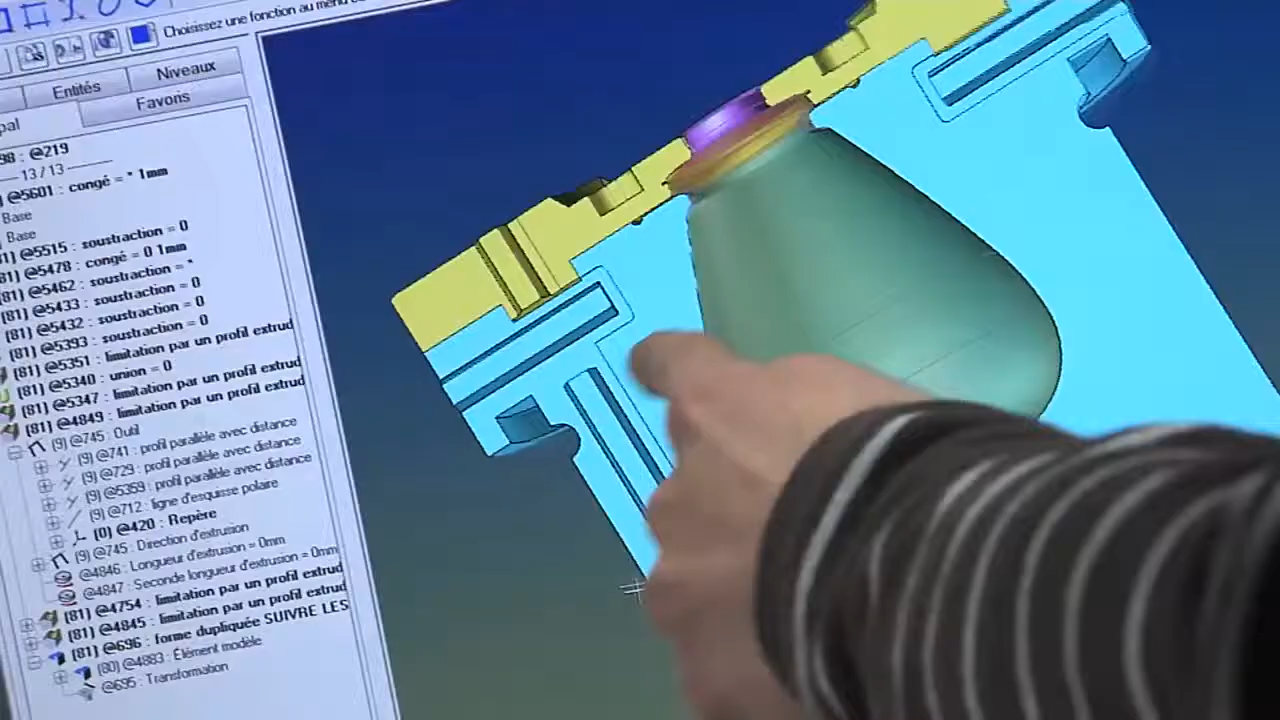 Choisissez une fonction au menu
Entités
Niveaux
Favoris
98 : @219
13 / 13
) @5601 : congé = * 1mm
Base
Base
81) @5515 : soustraction = 0
81) @5478 : congé = 0 1mm
(81) @5462 : soustraction = *
(81) @5433 : soustraction = 0
(81) @5432 : soustraction = 0
(81) @5393 : soustraction = 0
(81) @5351 : limitation par un profil extrud
(81) @5340 : union = 0
(81) @5347 : limitation par un profil extrud
(81) @4849 : limitation par un profil extrud
(9) @745 : Outil
(9) @741 : profil parallèle avec distance
(9) @729 : profil parallèle avec distance
(9) @5359 : profil parallèle avec distance
(9) @712 : ligne d'esquisse polaire
(0) @420 : Repère
(9) @745 : Direction d'extrusion
@4846 : Longueur d'extrusion = 0mm
@4847 : Seconde longueur d'extrusion = 0mm
(81) @4754 : limitation par un profil extrud
(81) @4845 : limitation par un profil extrud
(81) @696 : forme dupliquée SUIVRE LES
(80) @4883 : Élément modèle
@695 : Transformation